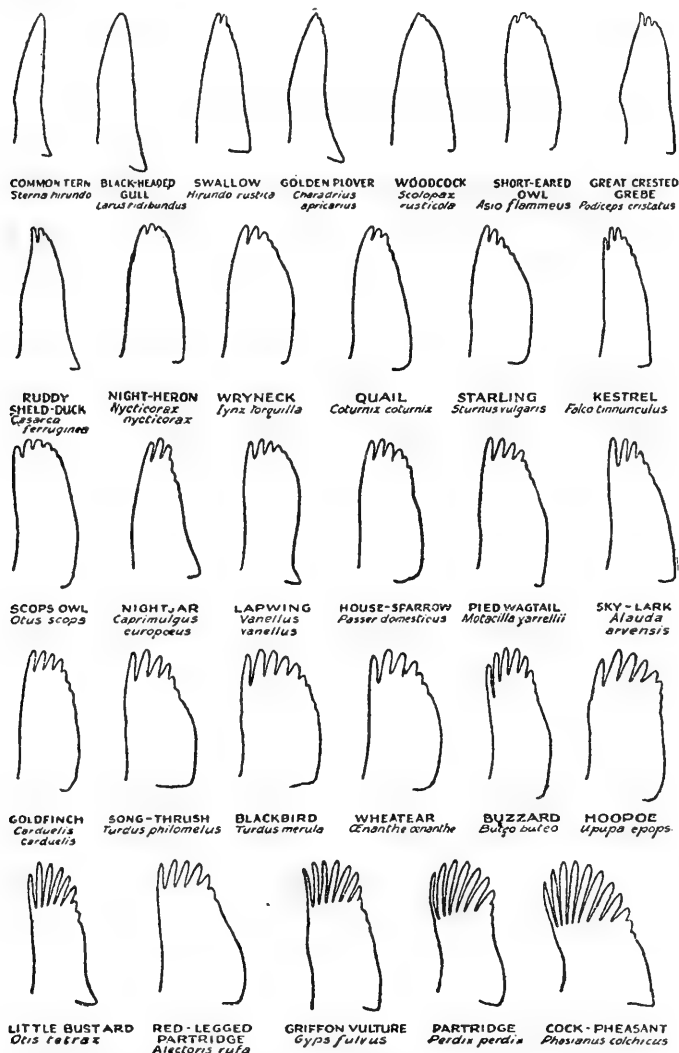 COMMON TERN
Sterna hirundo
BLACK-HEADED
GULL
Larus ridibundus
SWALLOW
Hirundo rustica
GOLDEN PLOVER
Charadrius
apricarius
WOODCOCK
Scolopax
rusticola
SHORT-EARED
OWL
Asio flammeus
GREAT CRESTED
GREBE
Podiceps cristatus
RUDDY
SHELD-DUCK
Casarca
ferruginea
NIGHT-HERON
Nycticorax
nycticorax
WRYNECK
Iynx torquilla
QUAIL
Coturnix coturnix
STARLING
Sturnus vulgaris
KESTREL
Falco tinnunculus
SCOPS OWL
Otus scops
NIGHTJAR
Caprimulgus
europoeus
LAPWING
Vanellus
vanellus
HOUSE-SPARROW
Passer domesticus
PIED WAGTAIL
Motacilla yarrellii
SKY-LARK
Alauda
arvensis
GOLDFINCH
Carduelis
carduelis
SONG-THRUSH
Turdus philomelus
BLACKBIRD
Turdus merula
WHEATEAR
Œnanthe œnanthe
BUZZARD
Buteo buteo
HOOPOE
Upupa epops.
LITTLE BUSTARD
Otis tetrax
RED-LEGGED
PARTRIDGE
Alectoris rufa
GRIFFON VULTURE
Gyps fulvus
PARTRIDGE
Perdix perdix
COCK-PHEASANT
Phasianus colchicus